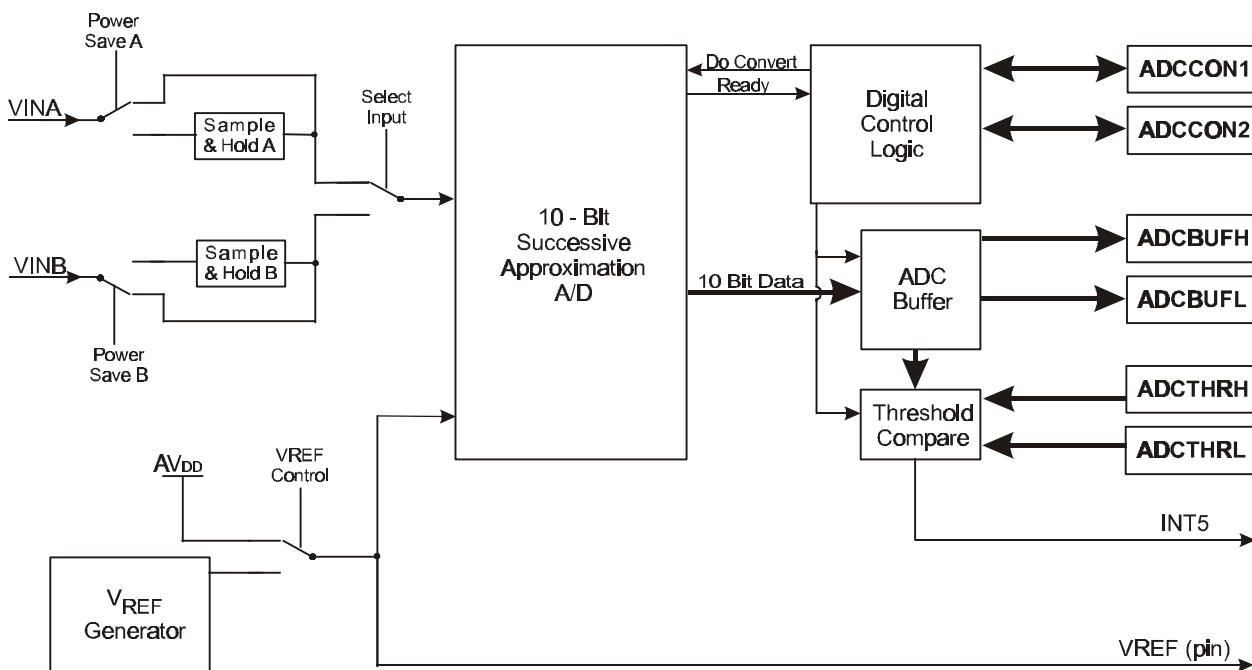 Power
Save A
VINA
Sample
& Hold A
Select
Input
VINB
Sample
& Hold B
Power
Save B
10 - BIt
Successive
Approximation
A/D
Do Convert
Ready
Digital
Control
Logic
ADCCON1
ADCCON2
10 Bit Data
ADC
Buffer
ADCBUFH
ADCBUFL
Threshold
Compare
ADCTHRH
ADCTHRL
INT5
AVDD
VREF
Control
VREF
Generator
VREF (pin)